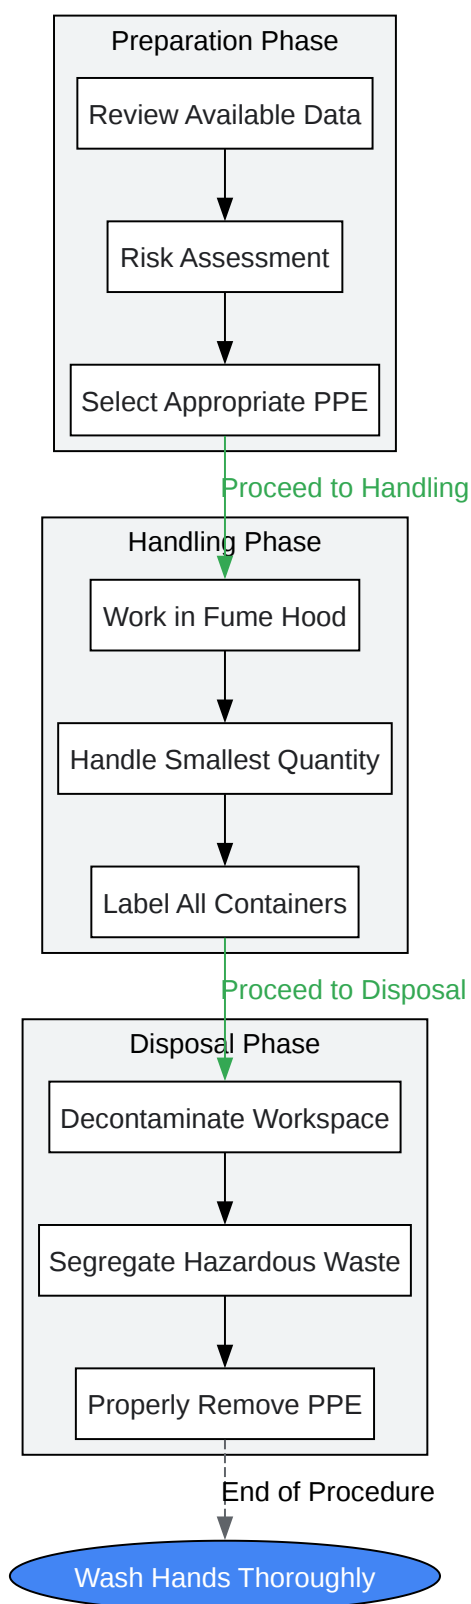 Preparation Phase
Review Available Data
Risk Assessment
Select Appropriate PPE
Proceed to Handling
Handling Phase
Work in Fume Hood
Handle Smallest Quantity
Label All Containers
Proceed to Disposal
Disposal Phase
Decontaminate Workspace
Segregate Hazardous Waste
Properly Remove PPE
End of Procedure
Wash Hands Thoroughly